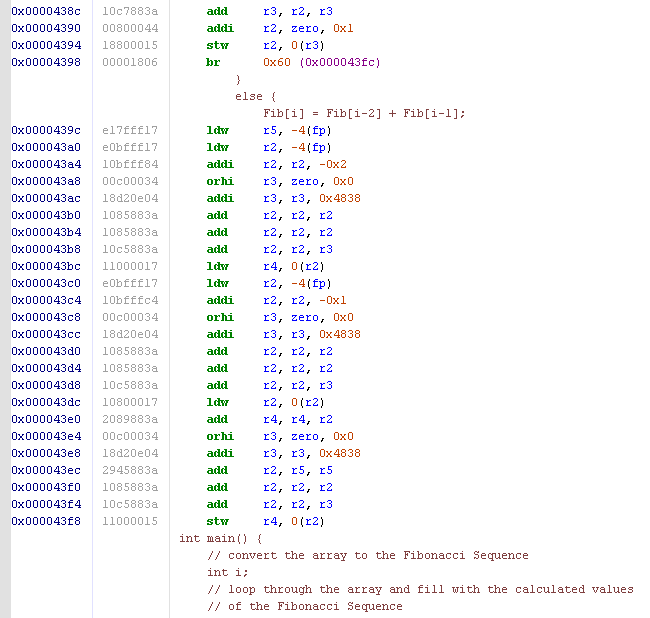 0x0000438c 10c7883a add r3, r2, r3
0x00004390 00800044 addi r2, zero, 0x1
0x00004394 18800015 stw r2, 0(r3)
0x00004398 00001806 br 0x60 (0x000043fc)
}
else {
Fib[i] = Fib[i-2] + Fib[i-1];
0x0000439c e17fff17 ldw r5, -4(fp)
0x000043a0 e0bfff17 ldw r2, -4(fp)
0x000043a4 10bfff84 addi r2, r2, -0x2
0x000043a8 00c00034 orhi r3, zero, 0x0
0x000043ac 18d20e04 addi r3, r3, 0x4838
0x000043b0 1085883a add r2, r2, r2
0x000043b4 1085883a add r2, r2, r2
0x000043b8 10c5883a add r2, r2, r3
0x000043bc 11000017 ldw r4, 0(r2)
0x000043c0 e0bfff17 ldw r2, -4(fp)
0x000043c4 10bfffc4 addi r2, r2, -0x1
0x000043c8 00c00034 orhi r3, zero, 0x0
0x000043cc 18d20e04 addi r3, r3, 0x4838
0x000043d0 1085883a add r2, r2, r2
0x000043d4 1085883a add r2, r2, r2
0x000043d8 10c5883a add r2, r2, r3
0x000043dc 10800017 ldw r2, 0(r2)
0x000043e0 2089883a add r4, r4, r2
0x000043e4 00c00034 orhi r3, zero, 0x0
0x000043e8 18d20e04 addi r3, r3, 0x4838
0x000043ec 2945883a add r2, r5, r5
0x000043f0 1085883a add r2, r2, r2
0x000043f4 10c5883a add r2, r2, r3
0x000043f8 11000015 stw r4, 0(r2)
int main() {
// convert the array to the Fibonacci Sequence
int i;
// loop through the array and fill with the calculated values
// of the Fibonacci Sequence